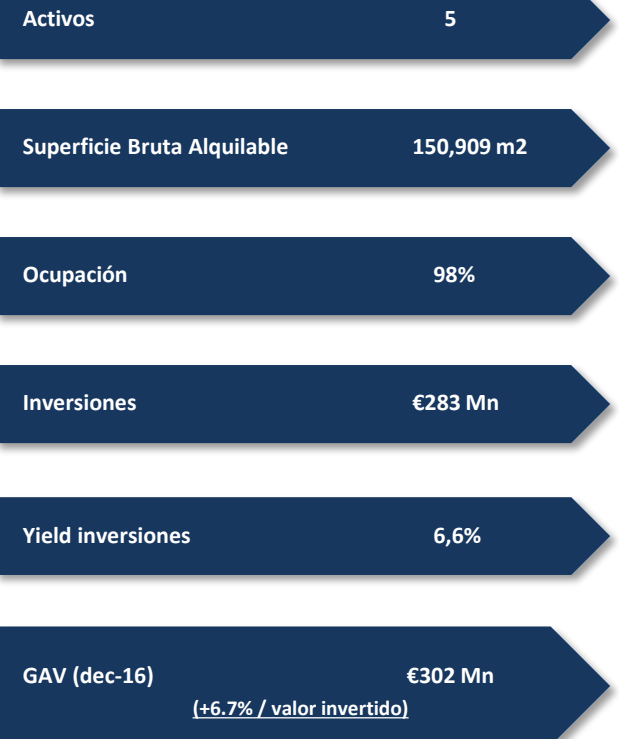 Activos 5
Superficie Bruta Alquilable 150,909 m2
Ocupación 98%
Inversiones €283 Mn
Yield inversiones 6,6%
GAV (dec-16) €302 Mn
(+6.7% / valor invertido)